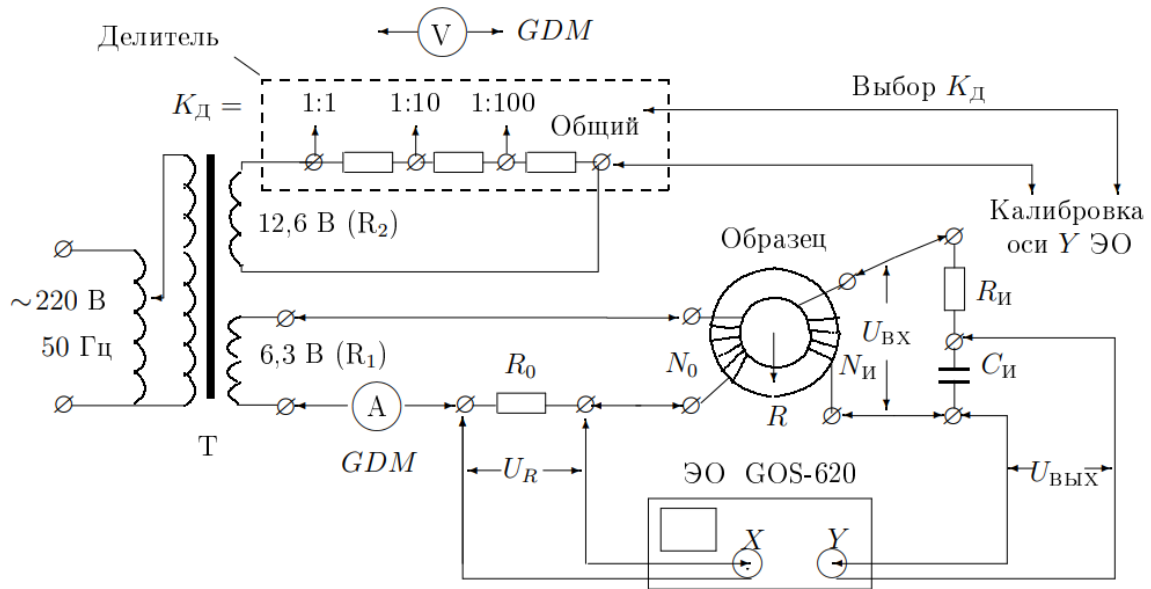 V GDM
Делитель
K_Д = 1:1 1:10 1:100
Общий
Выбор K_Д
12,6 В (R₂)
Калибровка
оси Y ЭО
~220 В
50 Гц
6,3 В (R₁)
Образец
R_И
U_ВХ
C_И
R₀
N₀
N_И
R
A
GDM
T
U_R
ЭО GOS-620
U_ВЫХ
X Y